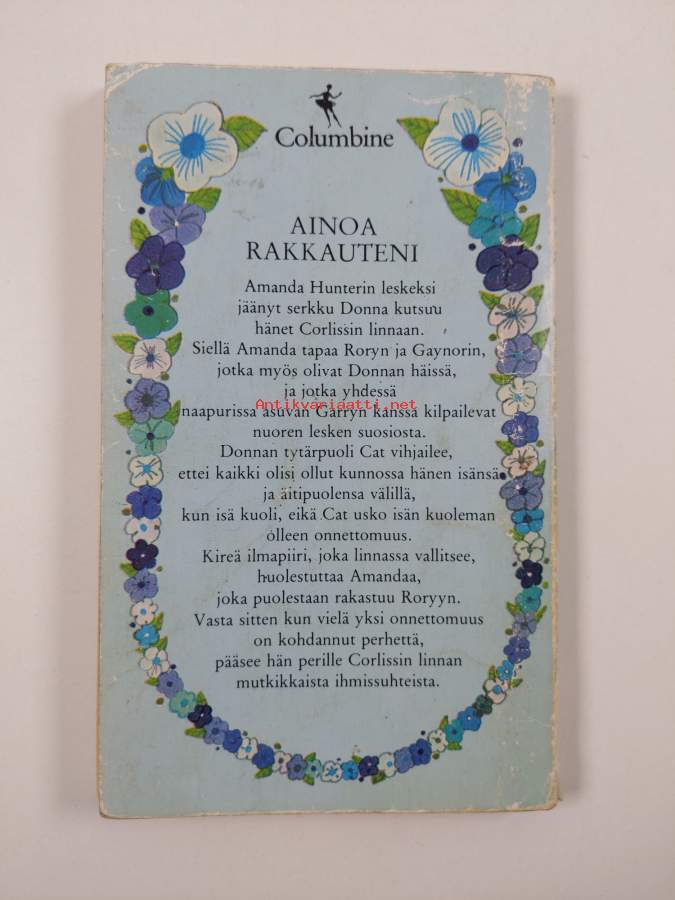 Columbine
AINOA
RAKKAUTENI
Amanda Hunterin leskeksi
jäänyt serkku Donna kutsuu
hänet Corlissin linnaan.
Siellä Amanda tapaa Roryn ja Gaynorin,
jotka myös olivat Donnan häissä,
ja jotka yhdessä
Antikvariaatti.net
naapurissa asuvan Garryn kanssa kilpailevat
nuoren lesken suosiosta.
Donnan tytärpuoli Cat vihjailee,
ettei kaikki olisi ollut kunnossa hänen isänsä
ja äitipuolensa välillä,
kun isä kuoli, eikä Cat usko isän kuoleman
olleen onnettomuus.
Kireä ilmapiiri, joka linnassa vallitsee,
huolestuttaa Amandaa,
joka puolestaan rakastuu Roryyn.
Vasta sitten kun vielä yksi onnettomuus
on kohdannut perhettä,
pääsee hän perille Corlissin linnan
mutkikkaista ihmissuhteista.